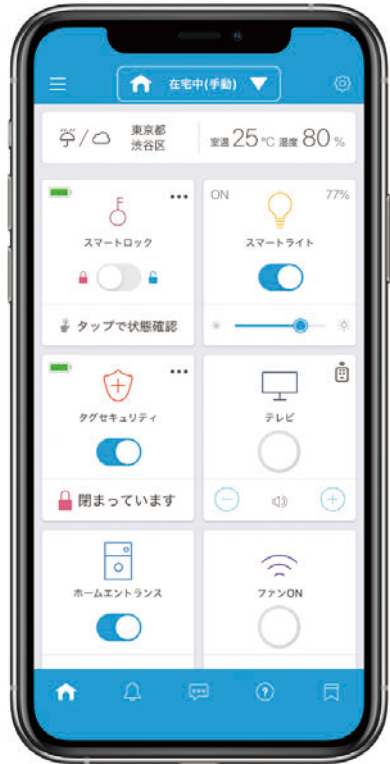 在宅中(手動)
東京都
渋谷区
室温 25 ℃ 湿度 80 %
スマートロック
タップで状態確認
ON 77%
スマートライト
タグセキュリティ
閉まっています
テレビ
ホームエントランス
ファンON